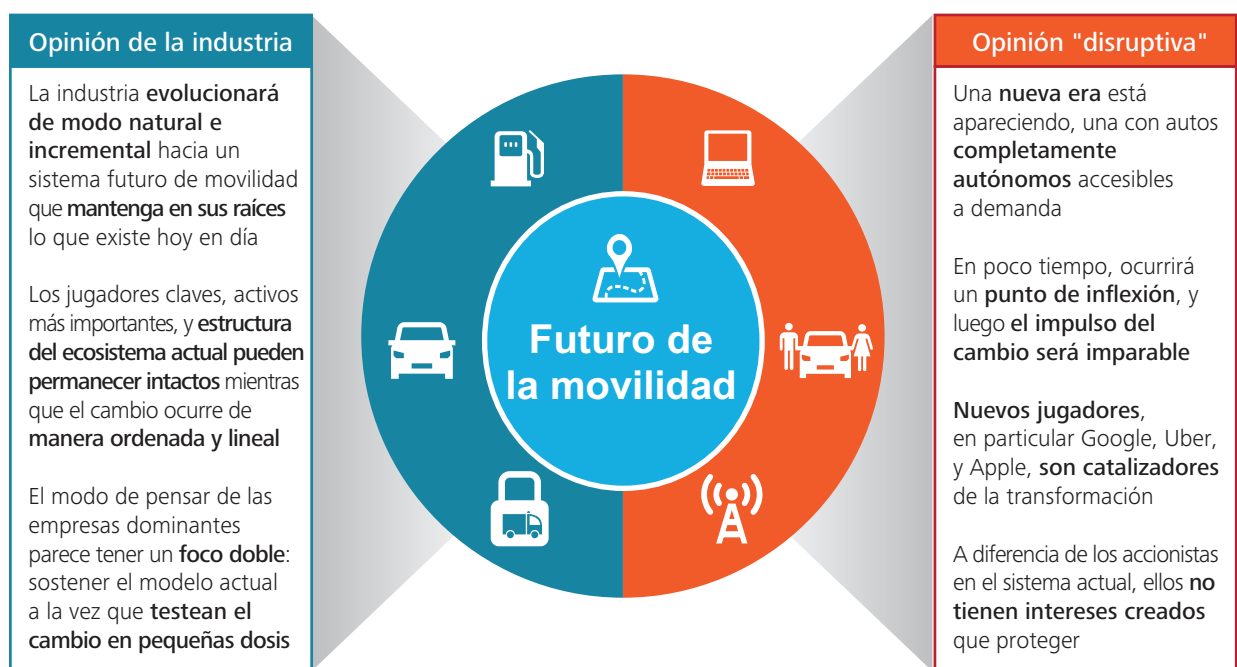 Opinión de la industria
La industria evolucionará
de modo natural e
incremental hacia un
sistema futuro de movilidad
que mantenga en sus raíces
lo que existe hoy en día
Los jugadores claves, activos
más importantes, y estructura
del ecosistema actual pueden
permanecer intactos mientras
que el cambio ocurre de
manera ordenada y lineal
El modo de pensar de las
empresas dominantes
parece tener un foco doble:
sostener el modelo actual
a la vez que testean el
cambio en pequeñas dosis
Futuro de
la movilidad
Opinión "disruptiva"
Una nueva era está
apareciendo, una con autos
completamente
autónomos accesibles
a demanda
En poco tiempo, ocurrirá
un punto de inflexión, y
luego el impulso del
cambio será imparable
Nuevos jugadores,
en particular Google, Uber,
y Apple, son catalizadores
de la transformación
A diferencia de los accionistas
en el sistema actual, ellos no
tienen intereses creados
que proteger